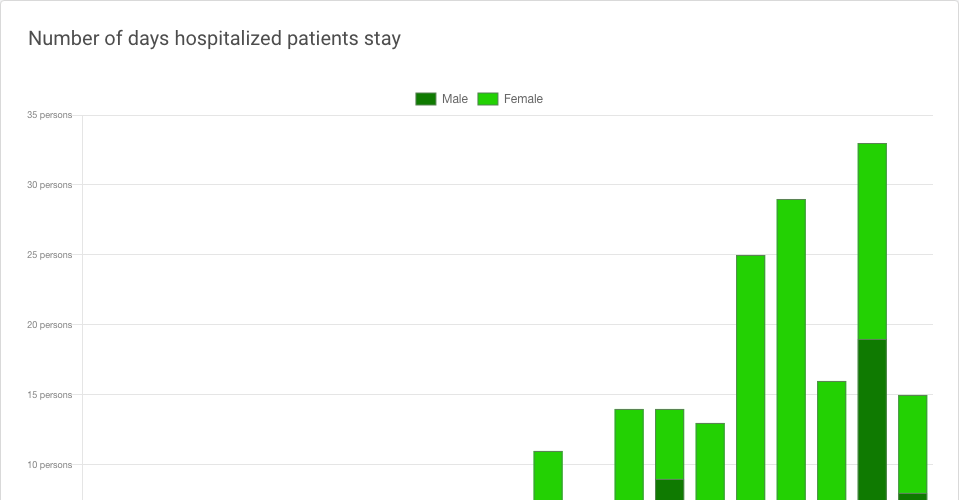 Number of days hospitalized patients stay
Male Female
35 persons
30 persons
25 persons
20 persons
15 persons
10 persons